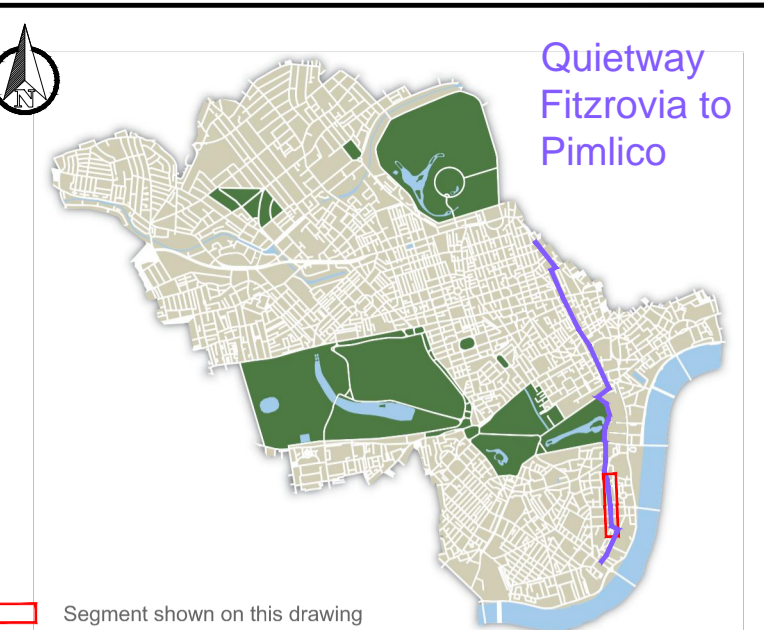 Quietway
Fitzrovia to
Pimlico
N
Segment shown on this drawing